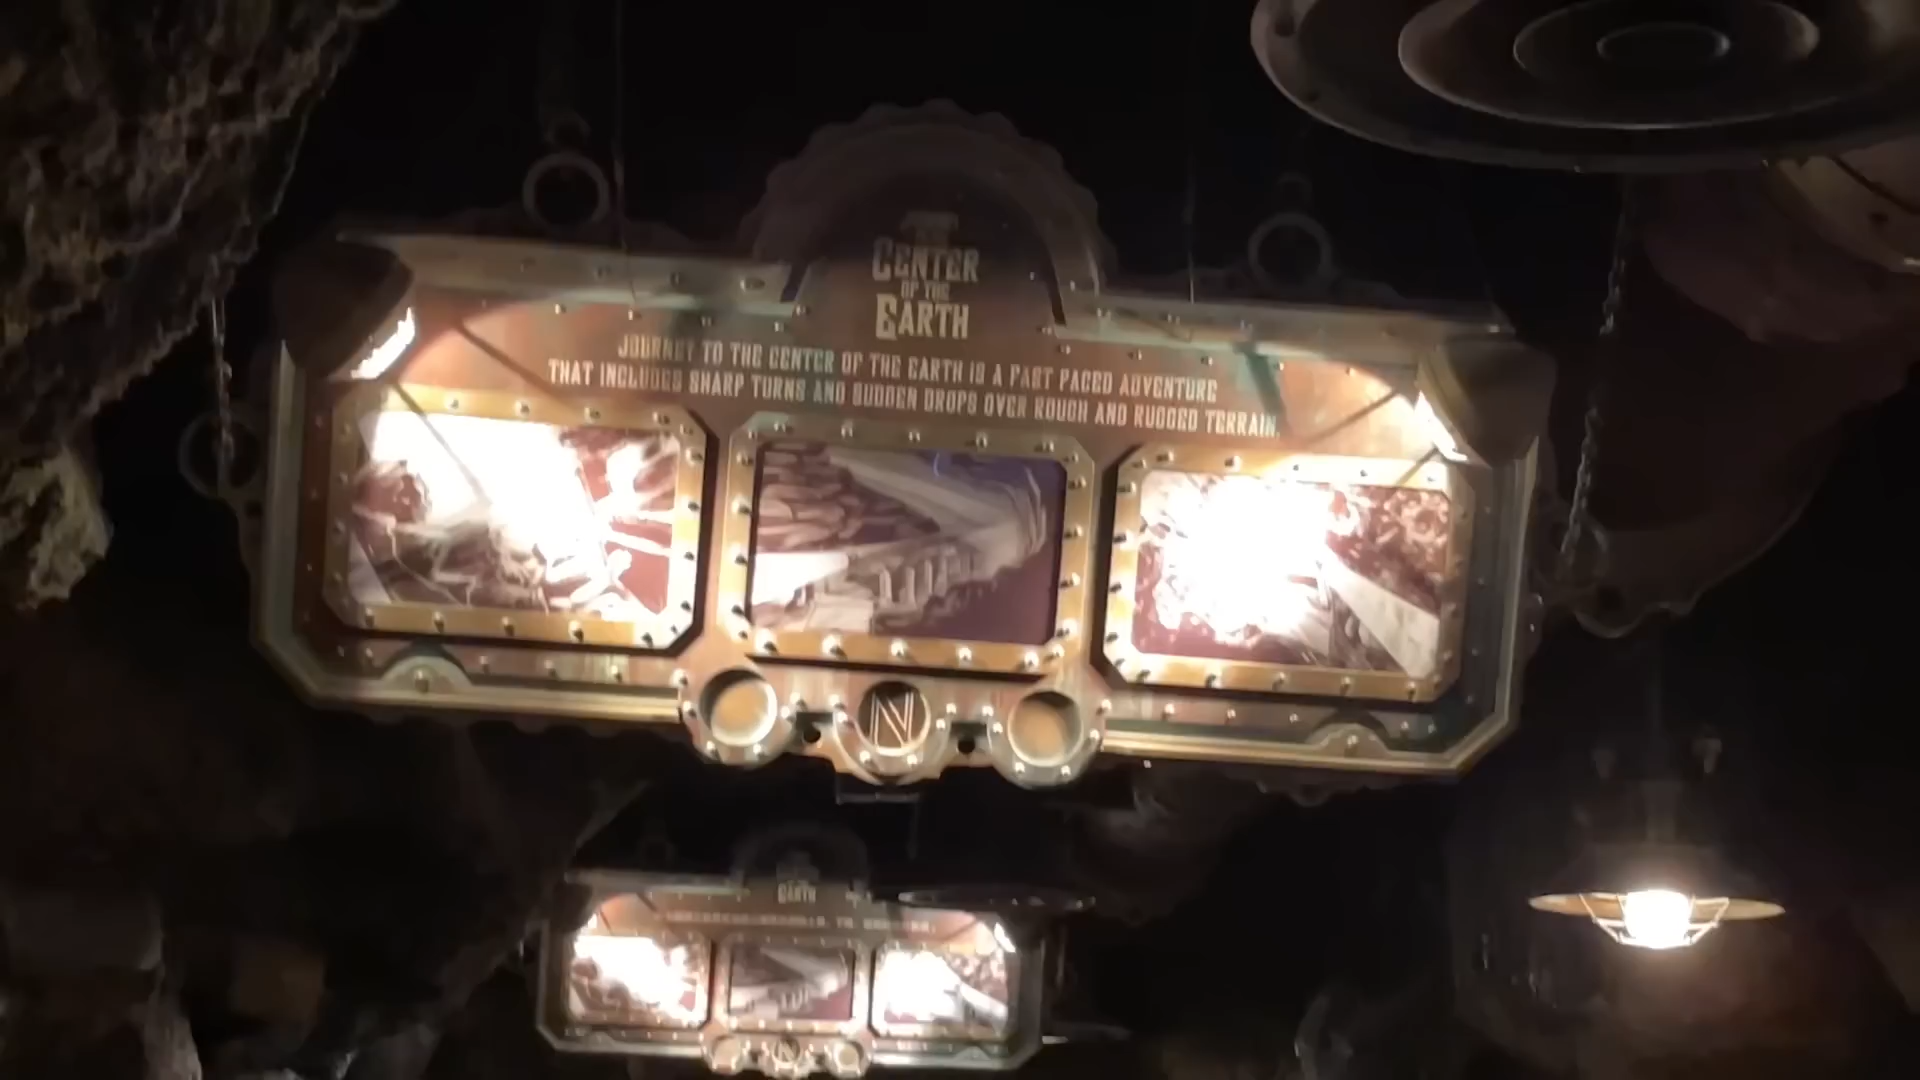 CENTER
OF THE
EARTH
JOURNEY TO THE CENTER OF THE EARTH IS A FAST PACED ADVENTURE
THAT INCLUDES SHARP TURNS AND SUDDEN DROPS OVER ROUGH AND RUGGED TERRAIN.
N
EARTH
N